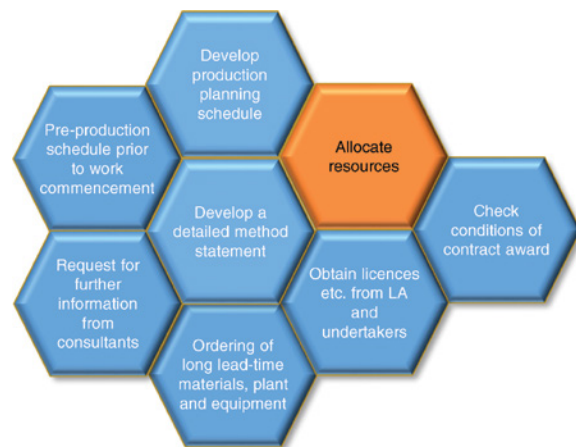 Develop
production
planning
schedule
Pre-production
schedule prior
to work
commencement
Allocate
resources
Develop a
detailed method
statement
Check
conditions of
contract award
Request for
further
information
from
consultants
Obtain licences
etc. from LA
and
undertakers
Ordering of
long lead-time
materials, plant
and equipment